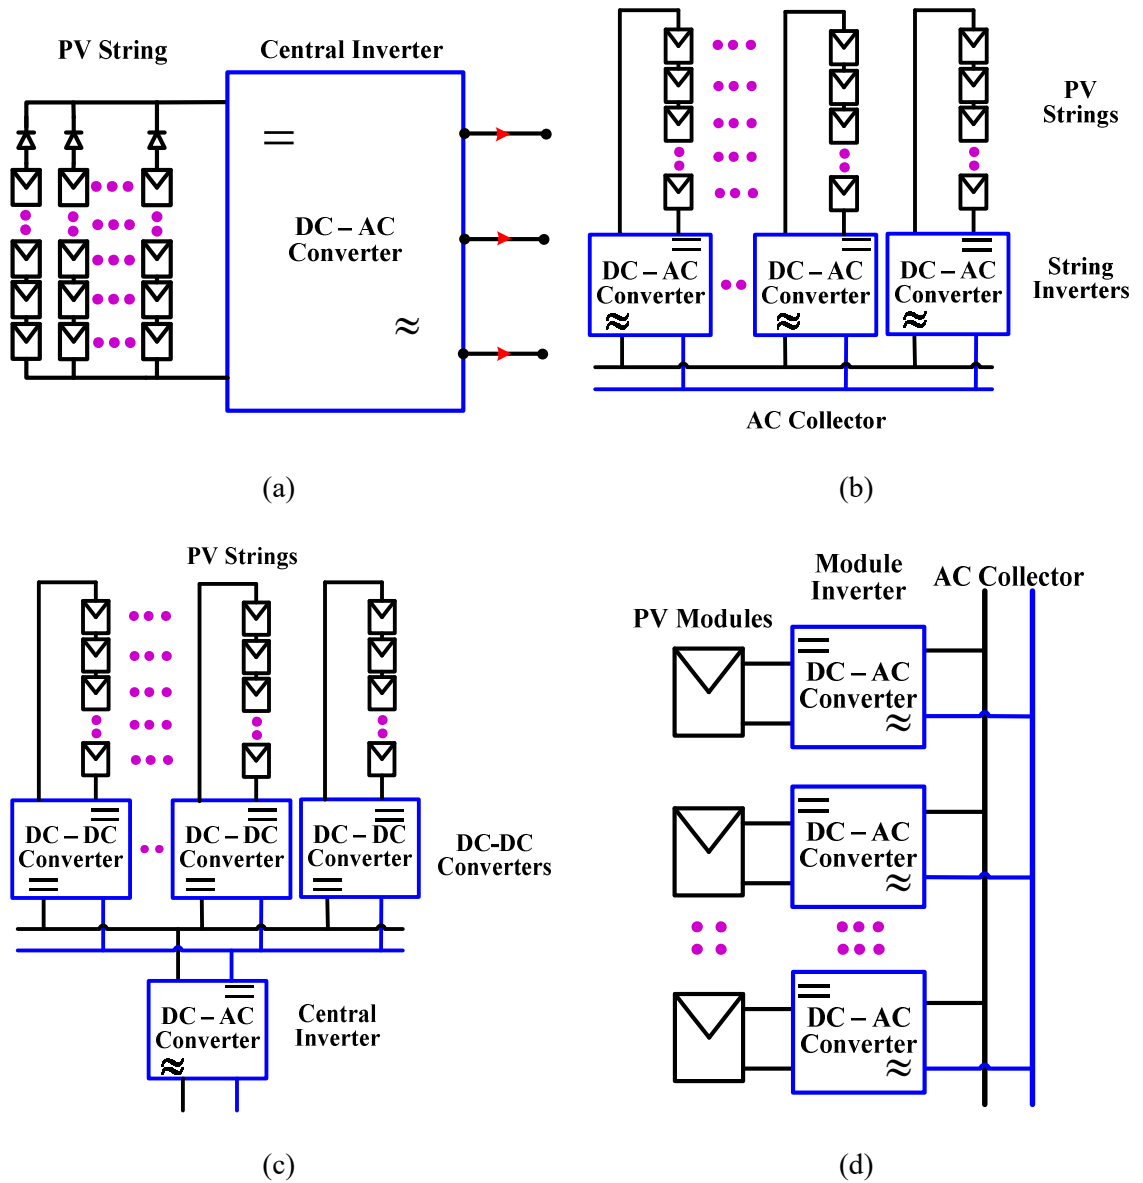 PV String
Central Inverter
DC – AC
Converter
(a)
PV
Strings
DC – AC
Converter
DC – AC
Converter
DC – AC
Converter
String
Inverters
AC Collector
(b)
PV Strings
DC – DC
Converter
DC – DC
Converter
DC – DC
Converter
DC-DC
Converters
DC – AC
Converter
Central
Inverter
(c)
Module
Inverter
AC Collector
PV Modules
DC – AC
Converter
DC – AC
Converter
DC – AC
Converter
(d)